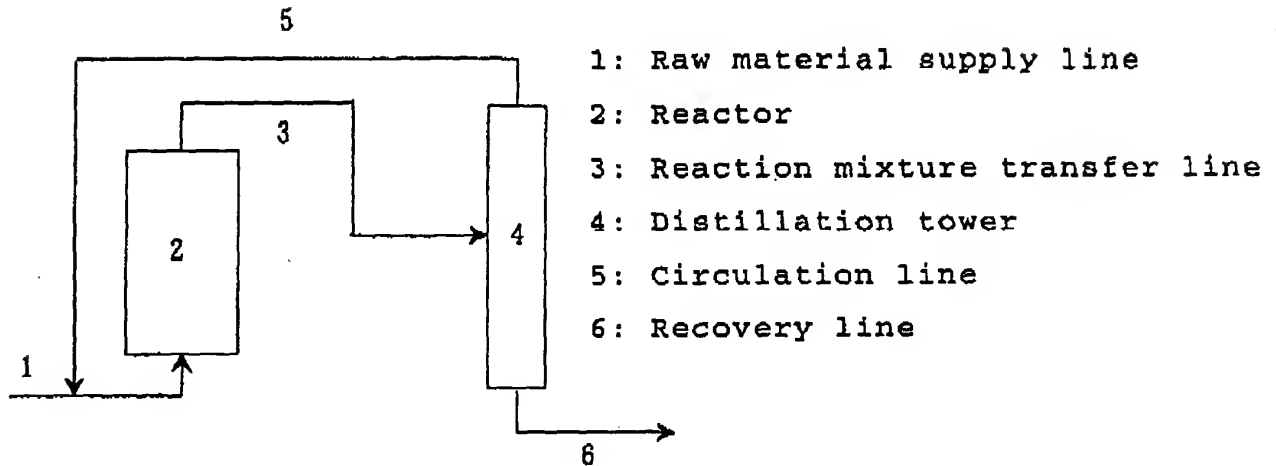 5
1: Raw material supply line
2: Reactor
3
3: Reaction mixture transfer line
2
4
4: Distillation tower
5: Circulation line
6: Recovery line
1
6